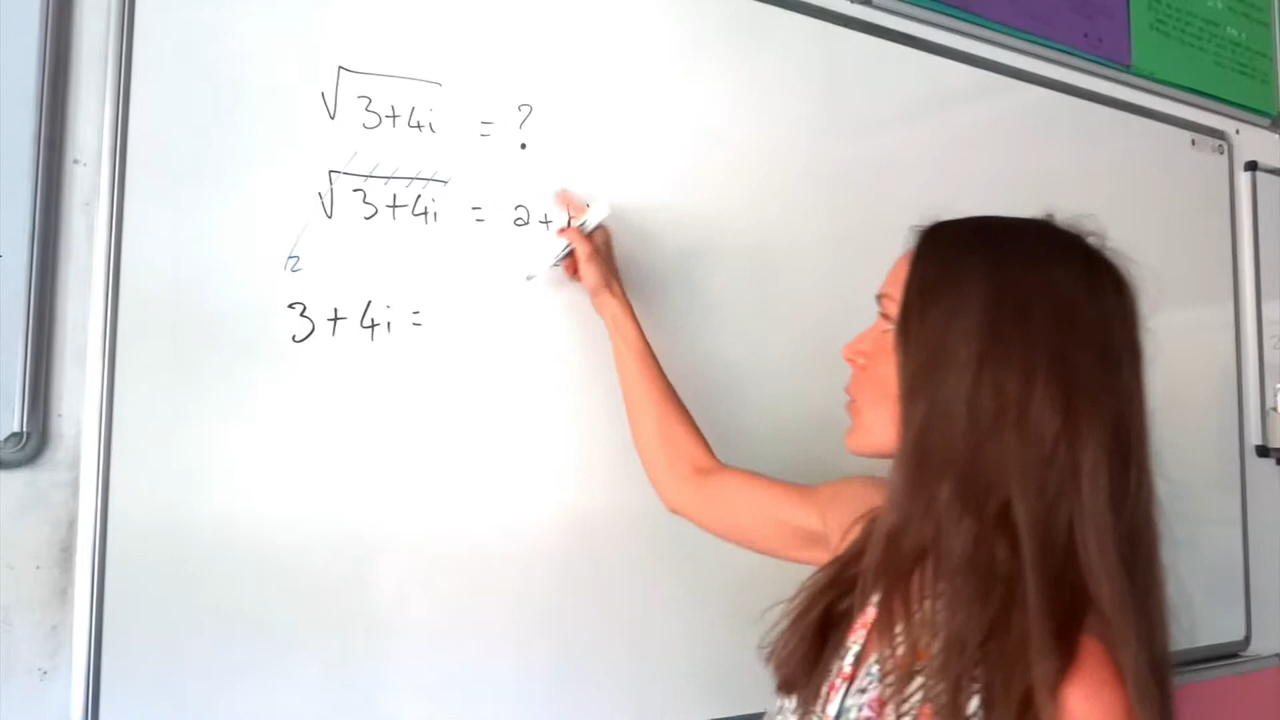 √3+4i = ?
√3+4i = a+
3+4i =